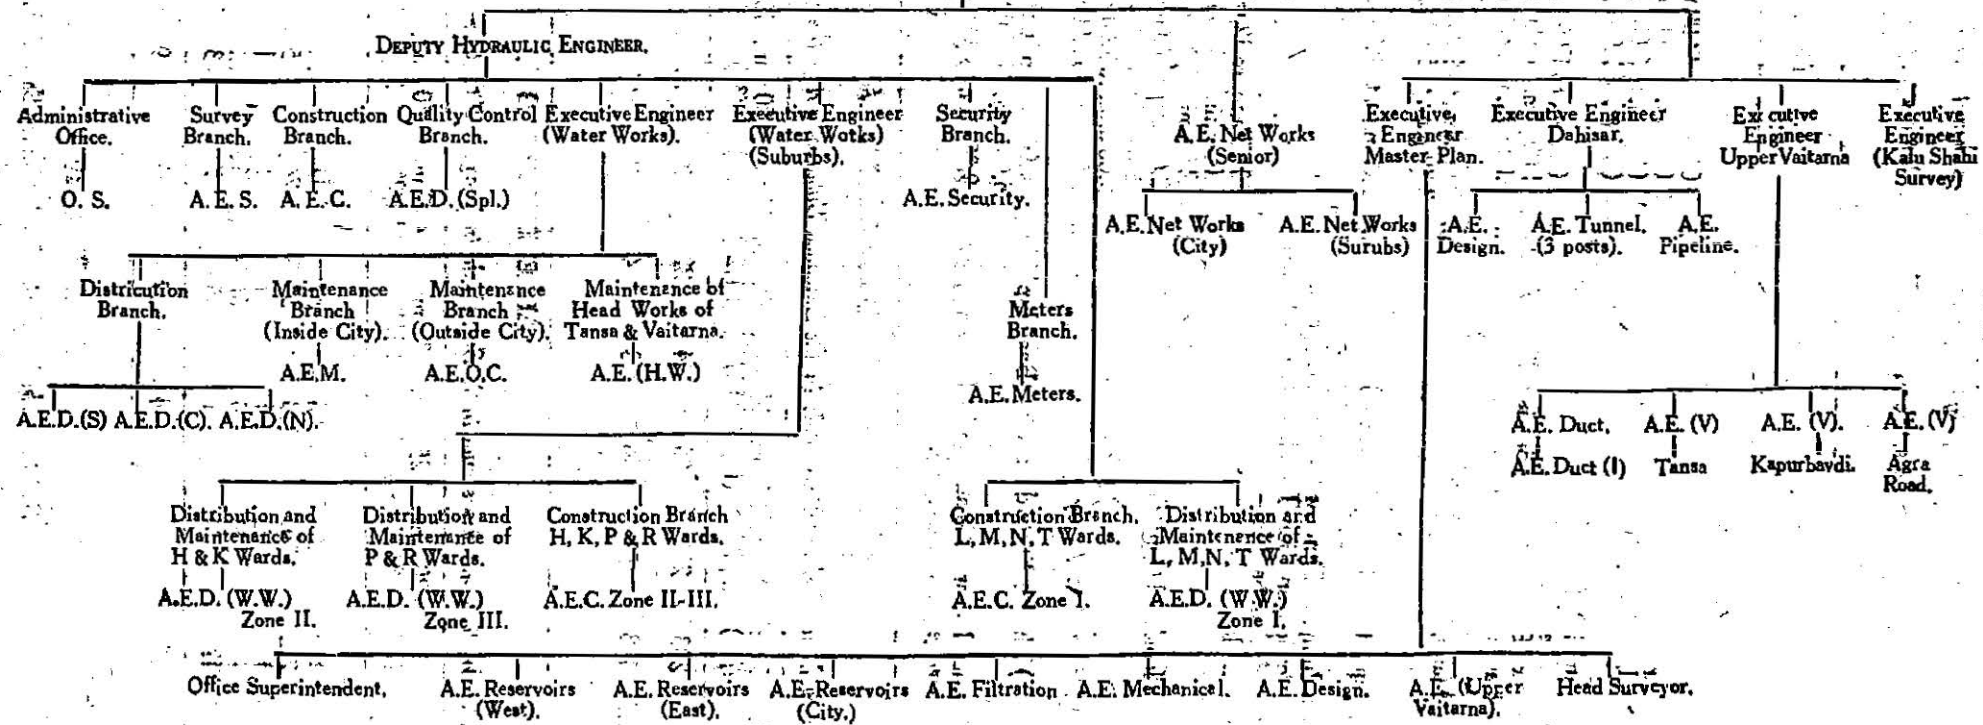 DEPUTY HYDRAULIC ENGINEER.
Administrative
Office.
O. S.
Survey
Branch.
A. E. S.
Construction
Branch.
A. E. C.
Quality Control
Branch.
A.E.D. (Spl.)
Executive Engineer
(Water Works).
Executive Engineer
(Water Wotks)
(Suburbs).
Security
Branch.
A.E. Security.
A.E. Net Works
(Senior)
Executive
Engineer
Master Plan.
Executive Engineer
Dahisar.
Executive
Engineer
Upper Vaitarna
Executive
Engineer
(Kalu Shahi
Survey)
A.E. Net Works
(City)
A.E. Net Works
(Surubs)
A.E.
Design.
A.E. Tunnel.
(3 posts).
A.E.
Pipeline.
Districution
Branch.
Maintenance
Branch
(Inside City).
A.E.M.
Maintenance
Branch
(Outside City).
A.E.O.C.
Maintenance of
Head Works of
Tansa & Vaitarna.
A.E. (H.W.)
Meters
Branch.
A.E. Meters.
A.E.D. (S) A.E.D. (C). A.E.D. (N).
A.E. Duct.
A.E. Duct (I)
A.E. (V)
Tansa
A.E. (V).
Kapurbavdi.
A.E. (V)
Agra
Road.
Distribution and
Maintenance of
H & K Wards.
A.E.D. (W.W.)
Zone II.
Distribution and
Maintenance of
P & R Wards.
A.E.D. (W.W.)
Zone III.
Construction Branch
H, K, P & R Wards.
A.E.C. Zone II-III.
Construction Branch.
L, M, N, T Wards.
A.E.C. Zone I.
Distribution and
Maintenance of
L, M, N, T Wards.
A.E.D. (W.W.)
Zone I.
Office Superintendent.
A.E. Reservoirs
(West).
A.E. Reservoirs
(East).
A.E. Reservoirs
(City.)
A.E. Filtration
A.E. Mechanical.
A.E. Design.
A.E. (Upper
Vaitarna).
Head Surveyor.